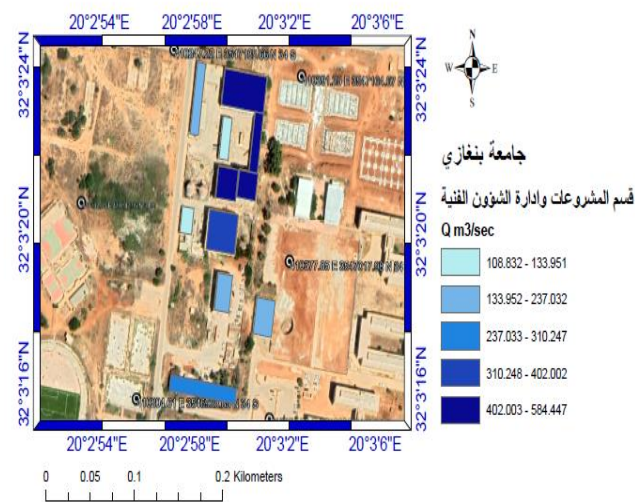 20°2'54"E 20°2'58"E 20°3'2"E 20°3'6"E
32°3'24"N 32°3'24"N
32°3'20"N 32°3'20"N
32°3'16"N 32°3'16"N
20°2'54"E 20°2'58"E 20°3'2"E 20°3'6"E
0 0.05 0.1 0.2 Kilometers
N
W E
S
جامعة بنغازي
قسم المشروعات وادارة الشؤون الفنية
Q m3/sec
108.832 - 133.951
133.952 - 237.032
237.033 - 310.247
310.248 - 402.002
402.003 - 584.447